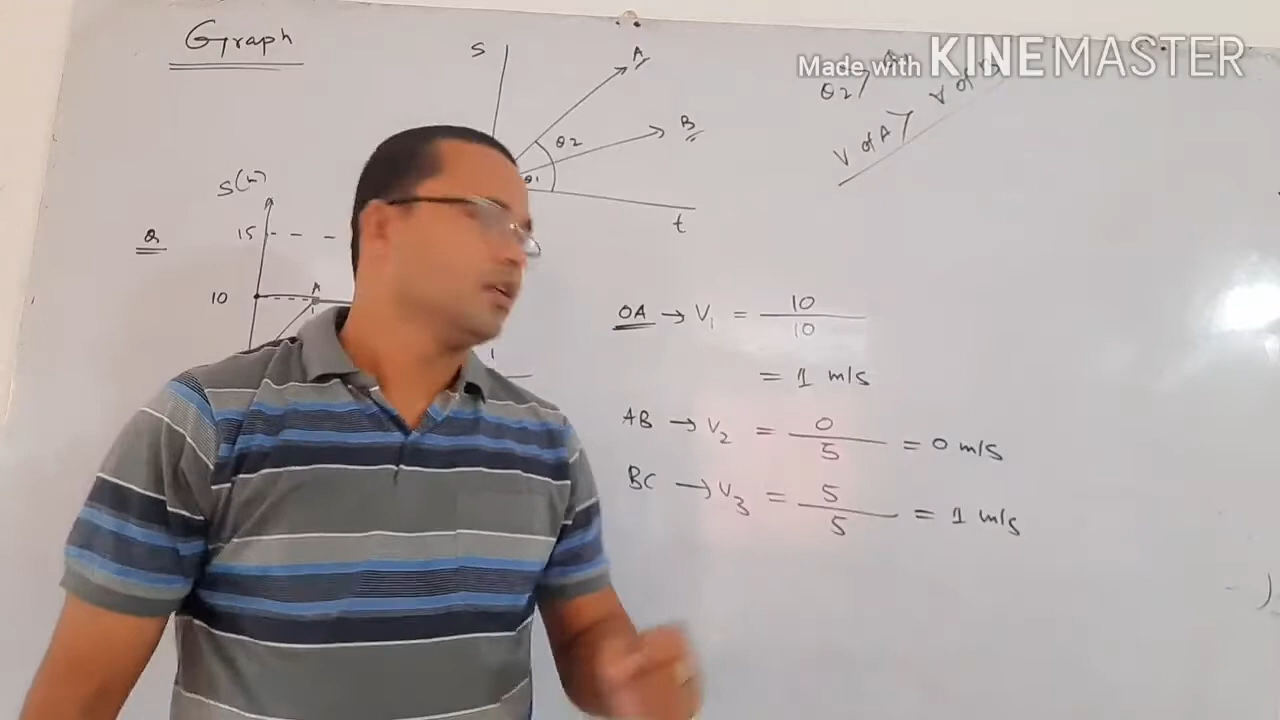 Graph
Made with KINEMASTER
S
A
B
θ2
θ1
t
θ2 >
V of A > V of
S(m)
Q
15
10
A
OA → V1 = 10/10
= 1 m/s
AB → V2 = 0/5 = 0 m/s
BC → V3 = 5/5 = 1 m/s